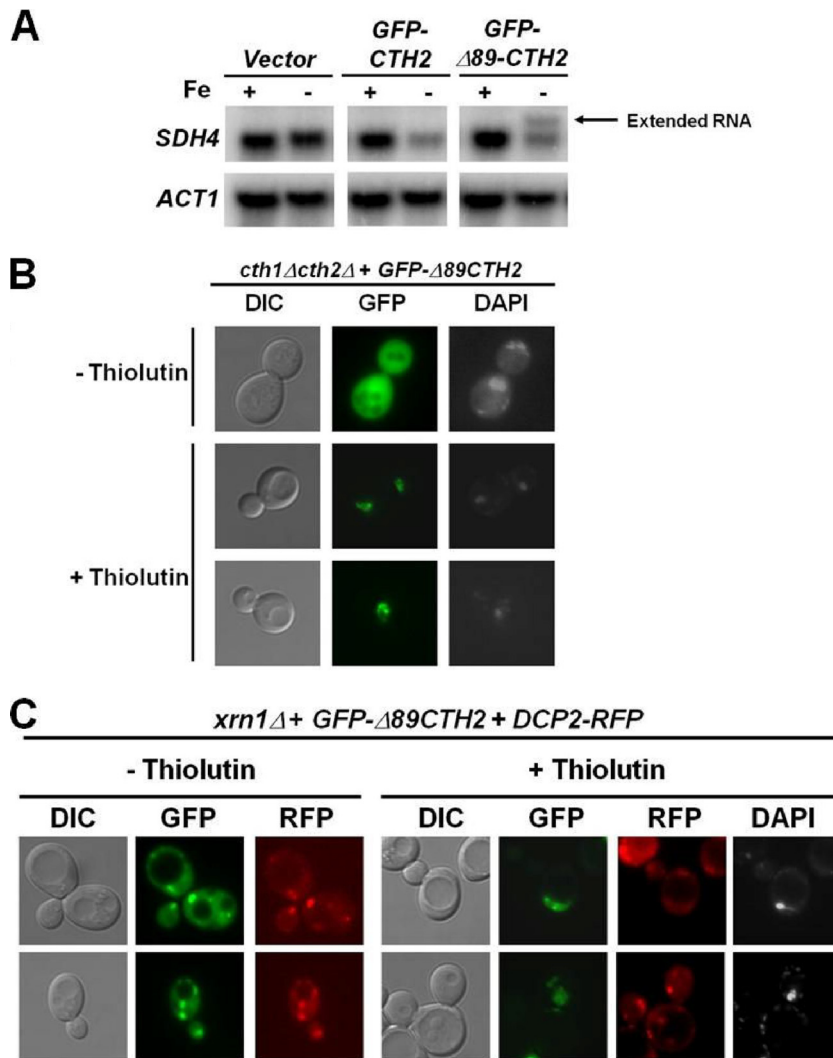 A
Vector GFP-CTH2 GFP-Δ89-CTH2
Fe + - + - + -
SDH4
Extended RNA
ACT1
B
cth1Δcth2Δ + GFP-Δ89CTH2
DIC GFP DAPI
- Thiolutin
+ Thiolutin
C
xrn1Δ + GFP-Δ89CTH2 + DCP2-RFP
- Thiolutin + Thiolutin
DIC GFP RFP DIC GFP RFP DAPI